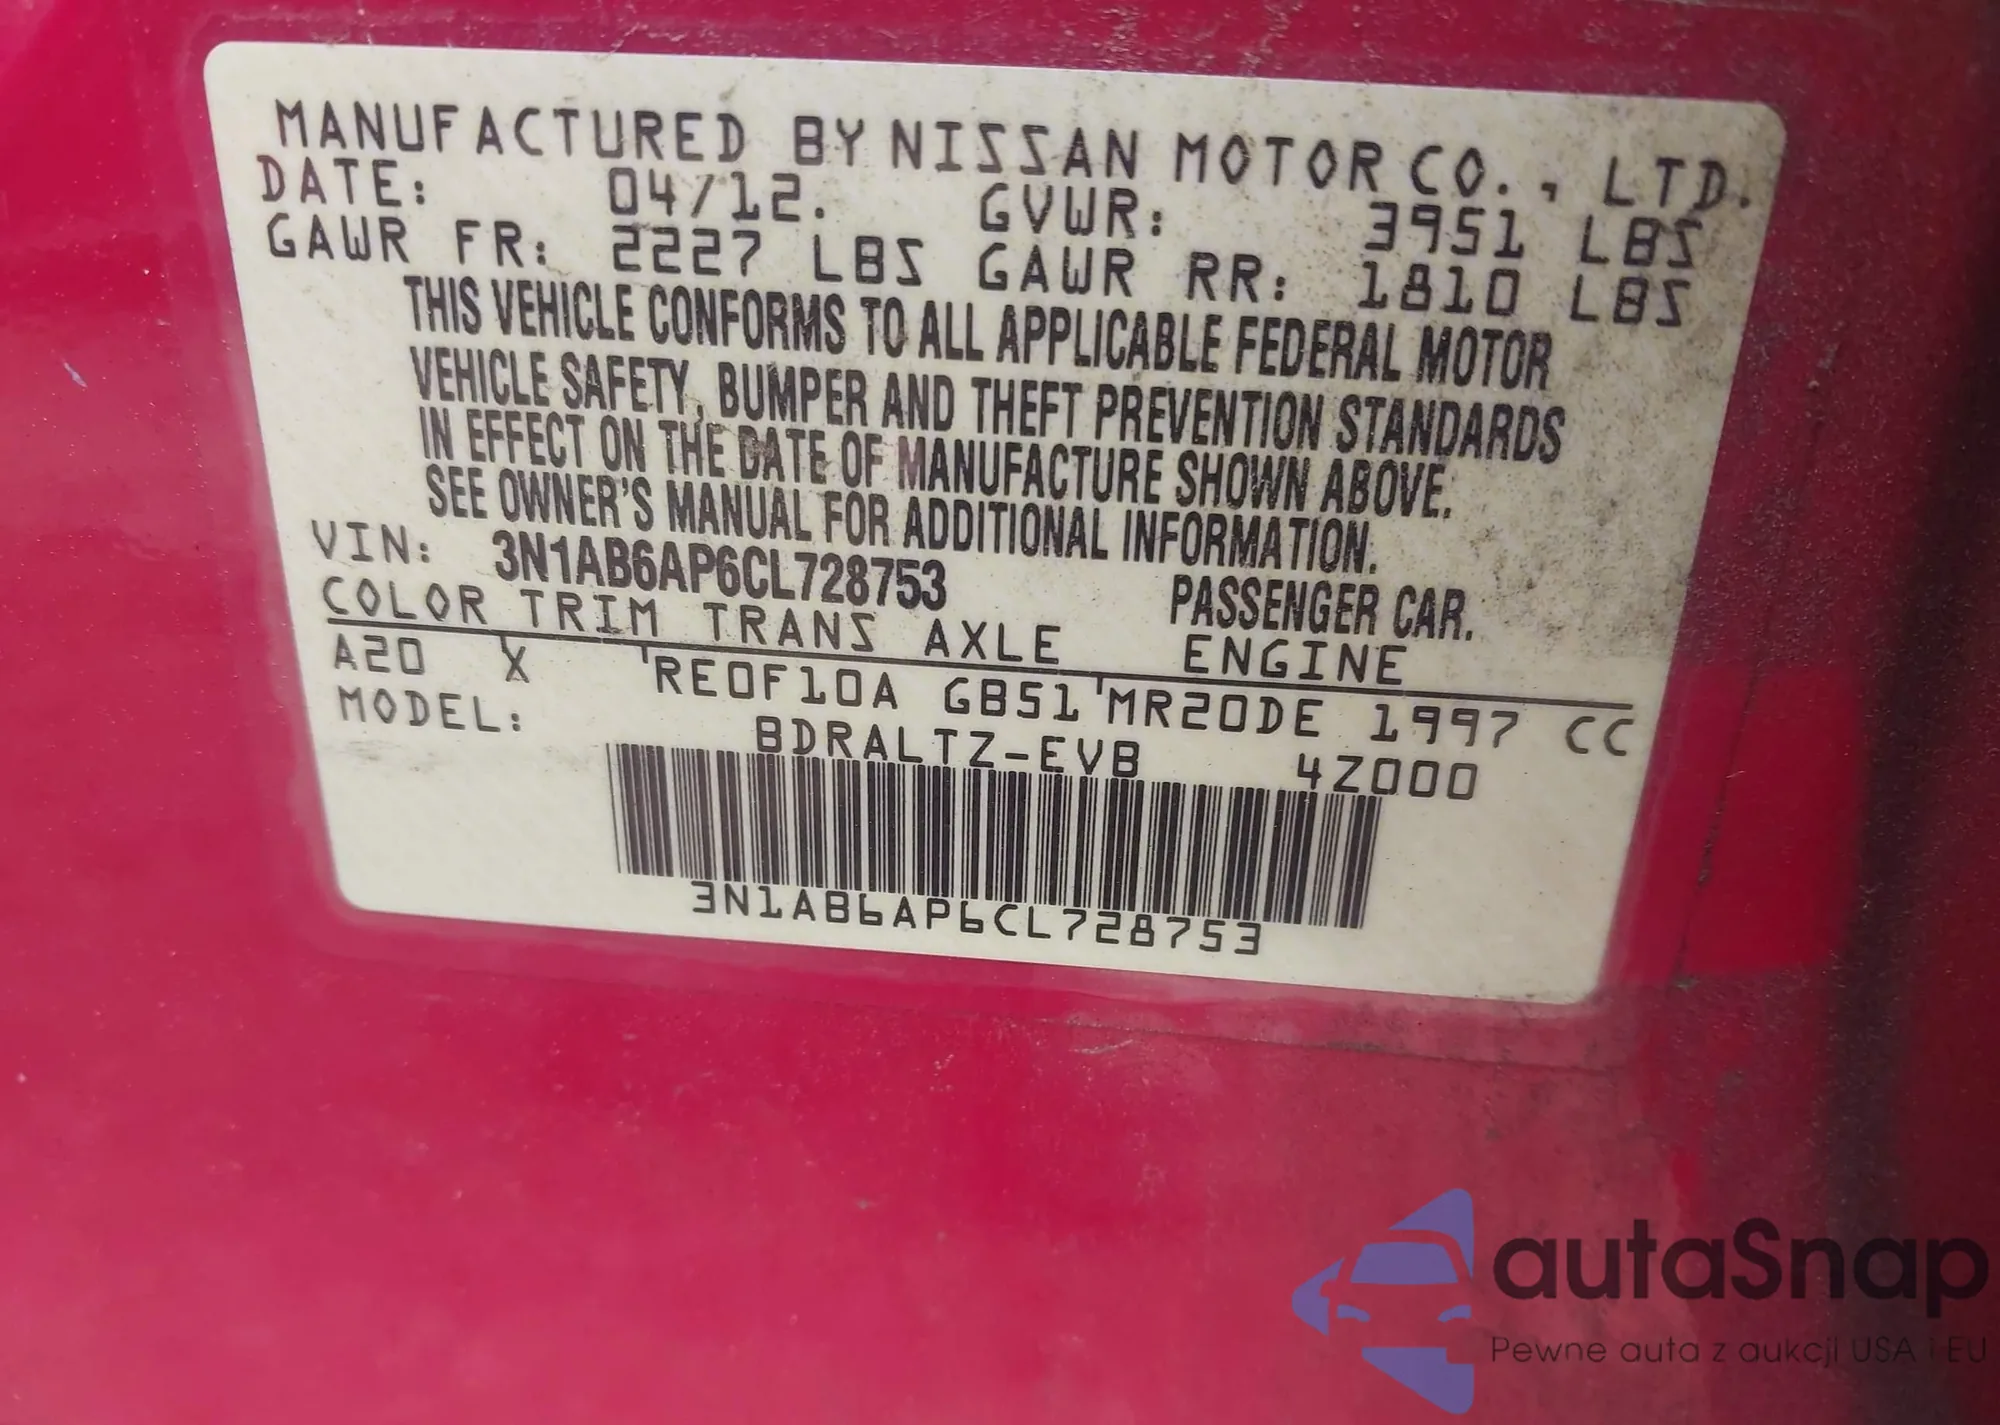 MANUFACTURED BY NISSAN MOTOR CO., LTD.
DATE: 04/12. GVWR: 3951 LBS
GAWR FR: 2227 LBS GAWR RR: 1810 LBS
THIS VEHICLE CONFORMS TO ALL APPLICABLE FEDERAL MOTOR
VEHICLE SAFETY, BUMPER AND THEFT PREVENTION STANDARDS
IN EFFECT ON THE DATE OF MANUFACTURE SHOWN ABOVE.
SEE OWNER'S MANUAL FOR ADDITIONAL INFORMATION.
VIN: 3N1AB6AP6CL728753 PASSENGER CAR.
COLOR TRIM TRANS AXLE ENGINE
A20 X RE0F10A GB51 MR20DE 1997 CC
MODEL: BDRALTZ-EVB 4Z000
3N1AB6AP6CL728753
autaSnap
Pewne auta z aukcji USA i EU